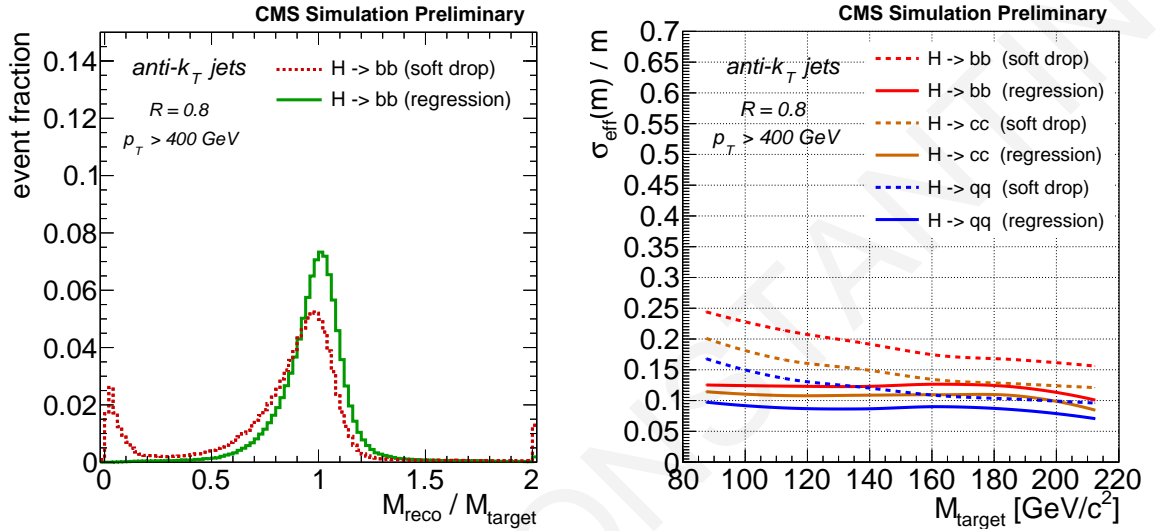 CMS Simulation Preliminary
event fraction
0.14
0.12
0.1
0.08
0.06
0.04
0.02
0
anti-k_T jets
R = 0.8
p_T > 400 GeV
H -> bb (soft drop)
H -> bb (regression)
0 0.5 1 1.5 2
M_reco / M_target
CMS Simulation Preliminary
σ_eff(m) / m
0.7
0.65
0.6
0.55
0.5
0.45
0.4
0.35
0.3
0.25
0.2
0.15
0.1
0.05
0
anti-k_T jets
R = 0.8
p_T > 400 GeV
H -> bb (soft drop)
H -> bb (regression)
H -> cc (soft drop)
H -> cc (regression)
H -> qq (soft drop)
H -> qq (regression)
80 100 120 140 160 180 200 220
M_target [GeV/c²]
ONSTANTIN